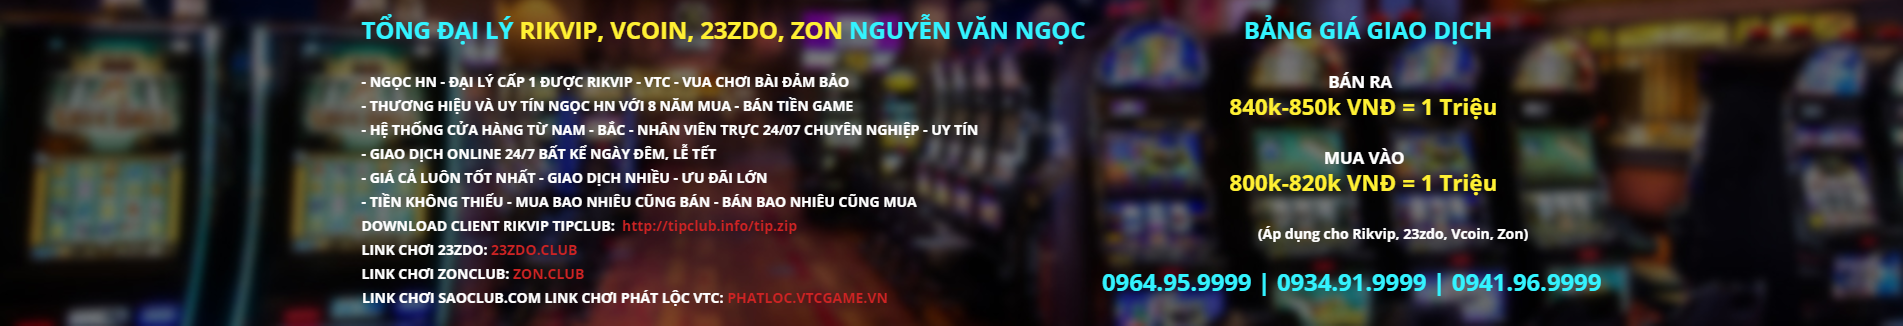 TỔNG ĐẠI LÝ RIKVIP, VCOIN, 23ZDO, ZON NGUYỄN VĂN NGỌC
- NGỌC HN - ĐẠI LÝ CẤP 1 ĐƯỢC RIKVIP - VTC - VUA CHƠI BÀI ĐẢM BẢO
- THƯƠNG HIỆU VÀ UY TÍN NGỌC HN VỚI 8 NĂM MUA - BÁN TIỀN GAME
- HỆ THỐNG CỬA HÀNG TỪ NAM - BẮC - NHÂN VIÊN TRỰC 24/07 CHUYÊN NGHIỆP - UY TÍN
- GIAO DỊCH ONLINE 24/7 BẤT KỂ NGÀY ĐÊM, LỄ TẾT
- GIÁ CẢ LUÔN TỐT NHẤT - GIAO DỊCH NHIỀU - ƯU ĐÃI LỚN
- TIỀN KHÔNG THIẾU - MUA BAO NHIÊU CŨNG BÁN - BÁN BAO NHIÊU CŨNG MUA
DOWNLOAD CLIENT RIKVIP TIPCLUB: http://tipclub.info/tip.zip
LINK CHƠI 23ZDO: 23ZDO.CLUB
LINK CHƠI ZONCLUB: ZON.CLUB
LINK CHƠI SAOCLUB.COM LINK CHƠI PHÁT LỘC VTC: PHATLOC.VTCGAME.VN
BẢNG GIÁ GIAO DỊCH
BÁN RA
840k-850k VNĐ = 1 Triệu
MUA VÀO
800k-820k VNĐ = 1 Triệu
(Áp dụng cho Rikvip, 23zdo, Vcoin, Zon)
0964.95.9999 | 0934.91.9999 | 0941.96.9999